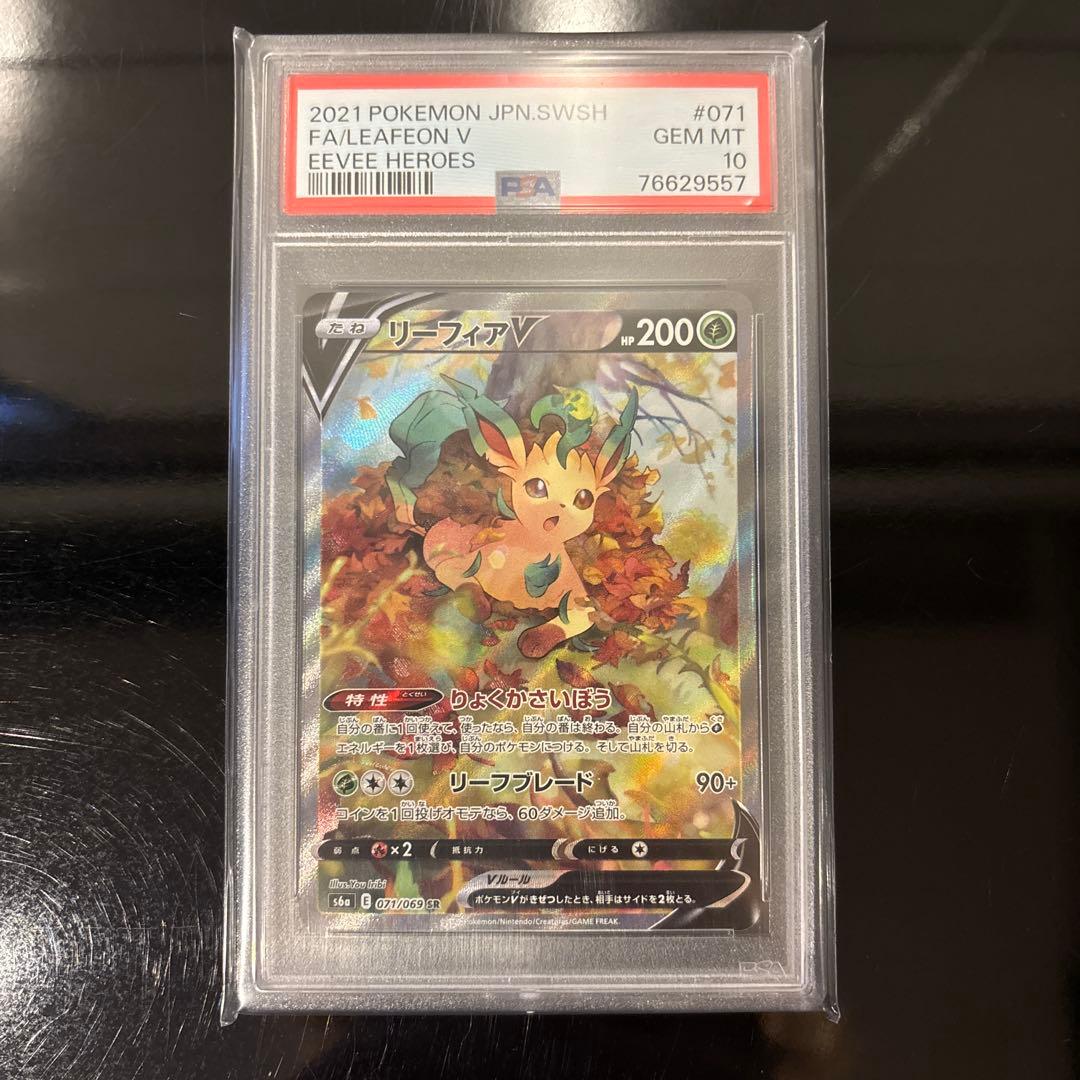 2021 POKEMON JPN.SWSH #071
FA/LEAFEON V GEM MT
EEVEE HEROES 10
PSA 76629557
たね リーフィアV HP 200
特性 とくせい りょくかさいぼう
自分の番に1回使えて、使ったなら、自分の番は終わる。自分の山札から
エネルギーを1枚選び、自分のポケモンにつける。そして山札を切る。
リーフブレード 90+
コインを1回投げオモテなら、60ダメージ追加。
弱点 ×2 抵抗力 にげる
Illus. You Iribi
Vルール
ポケモンVがきぜつしたとき、相手はサイドを2枚とる。
s6a E 071/069 SR
Pokémon/Nintendo/Creatures/GAME FREAK.
PSA